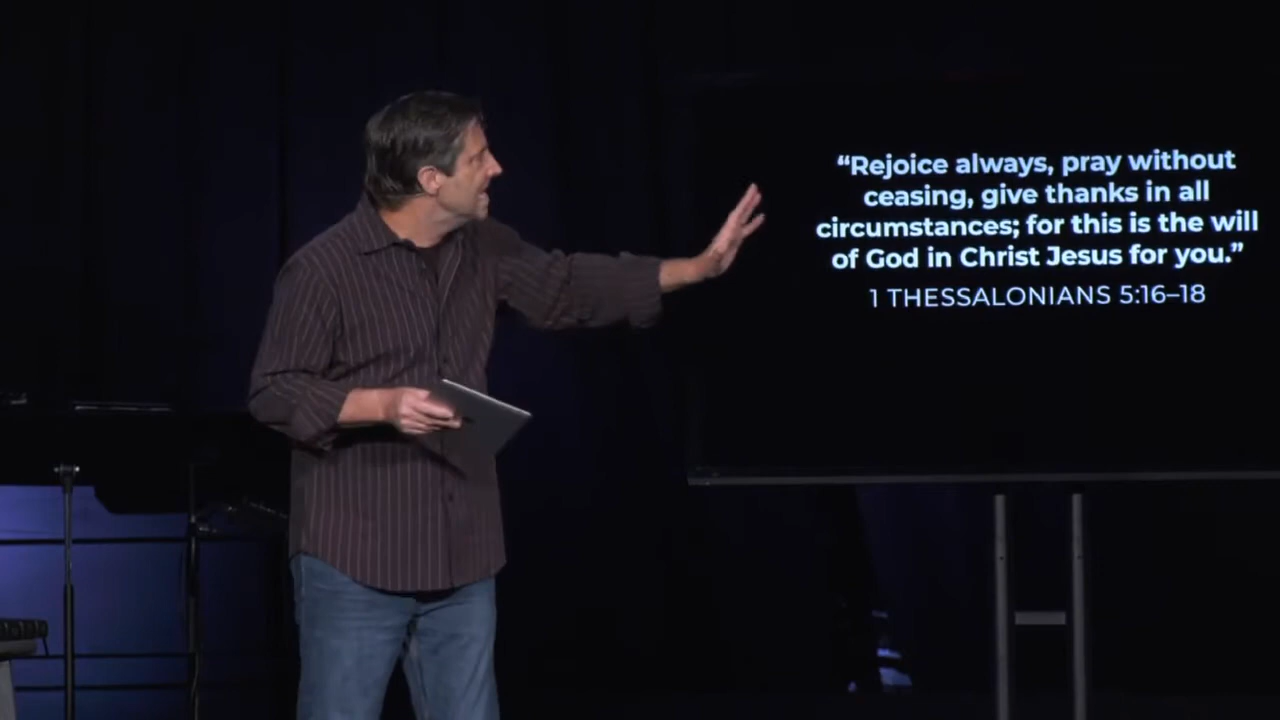 “Rejoice always, pray without
ceasing, give thanks in all
circumstances; for this is the will
of God in Christ Jesus for you.”
1 THESSALONIANS 5:16–18